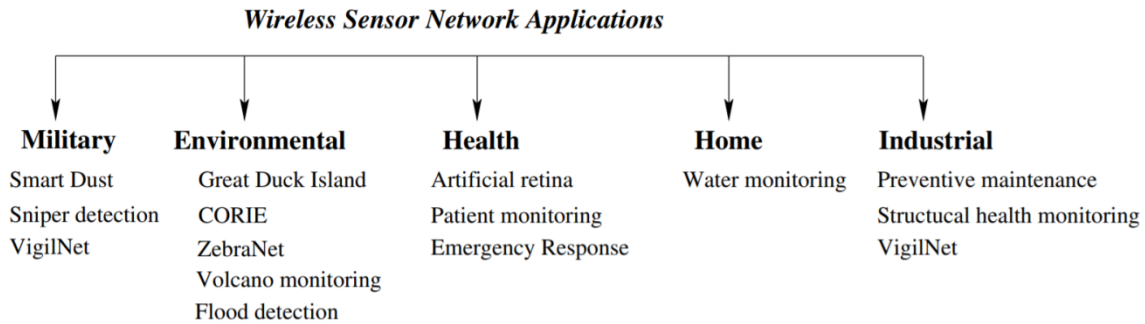 Wireless Sensor Network Applications
Military
Smart Dust
Sniper detection
VigilNet
Environmental
Great Duck Island
CORIE
ZebraNet
Volcano monitoring
Flood detection
Health
Artificial retina
Patient monitoring
Emergency Response
Home
Water monitoring
Industrial
Preventive maintenance
Structucal health monitoring
VigilNet